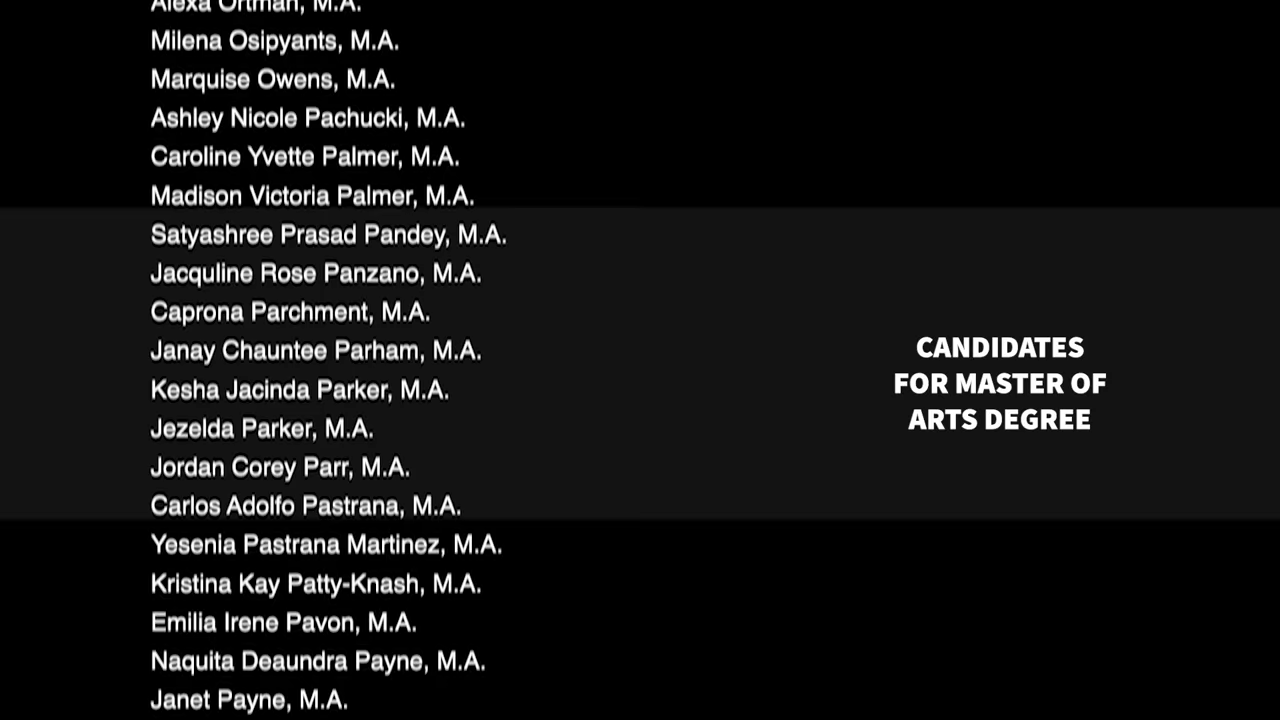 Alexa Ortman, M.A.
Milena Osipyants, M.A.
Marquise Owens, M.A.
Ashley Nicole Pachucki, M.A.
Caroline Yvette Palmer, M.A.
Madison Victoria Palmer, M.A.
Satyashree Prasad Pandey, M.A.
Jacquline Rose Panzano, M.A.
Caprona Parchment, M.A.
Janay Chauntee Parham, M.A.
Kesha Jacinda Parker, M.A.
Jezelda Parker, M.A.
Jordan Corey Parr, M.A.
Carlos Adolfo Pastrana, M.A.
Yesenia Pastrana Martinez, M.A.
Kristina Kay Patty-Knash, M.A.
Emilia Irene Pavon, M.A.
Naquita Deaundra Payne, M.A.
Janet Payne, M.A.
CANDIDATES
FOR MASTER OF
ARTS DEGREE